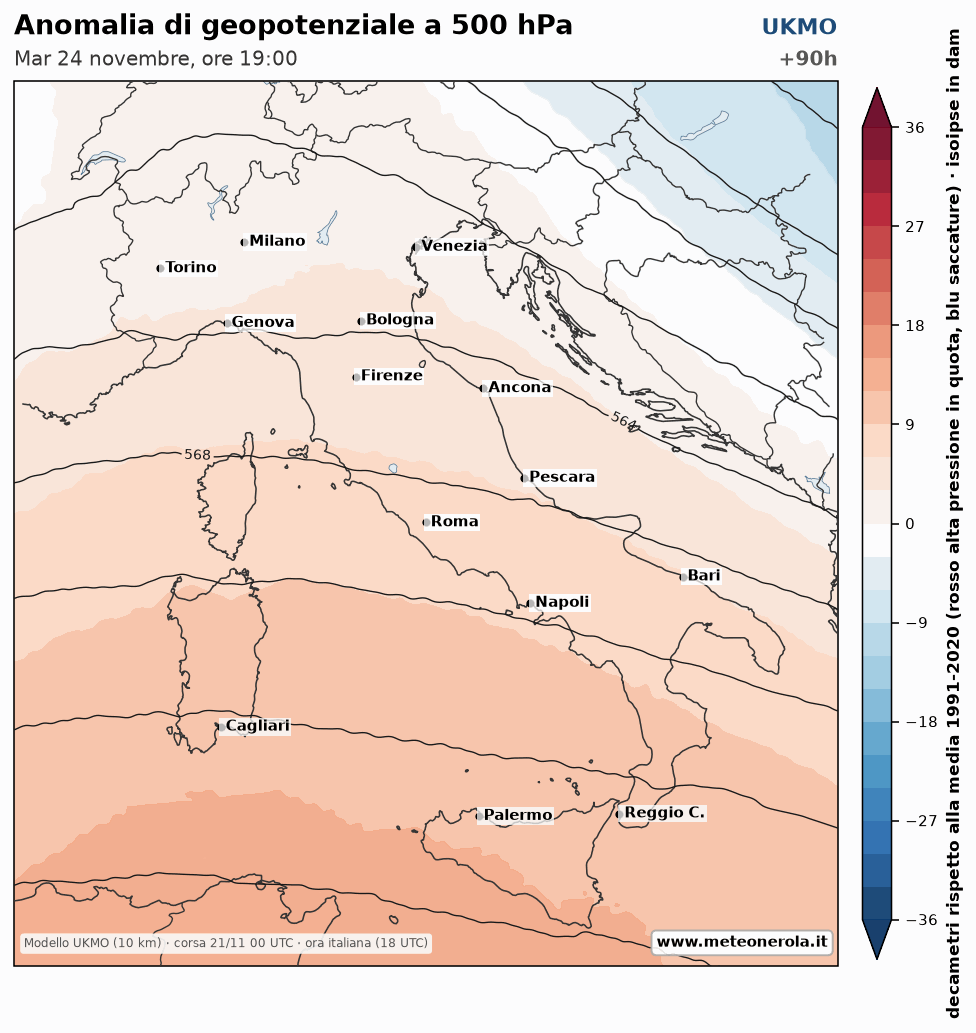 Anomalia di geopotenziale a 500 hPa
UKMO
Mar 24 novembre, ore 19:00
+90h
Milano
Venezia
Torino
Genova
Bologna
Firenze
Ancona
564
568
Pescara
Roma
Bari
Napoli
Cagliari
Palermo
Reggio C.
Modello UKMO (10 km) · corsa 21/11 00 UTC · ora italiana (18 UTC)
www.meteonerola.it
36
27
18
9
0
−9
−18
−27
−36
decametri rispetto alla media 1991-2020 (rosso alta pressione in quota, blu saccature) · isoipse in dam